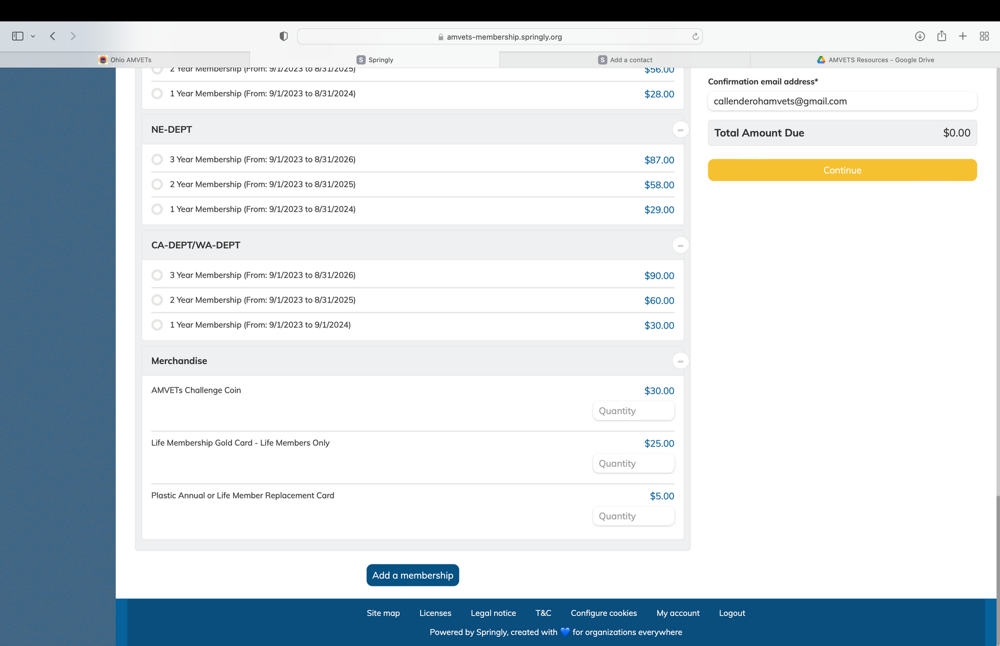 amvets-membership.springly.org
Ohio AMVETs
S Springly
S Add a contact
AMVETS Resources - Google Drive
2 Year Membership (From: 9/1/2023 to 8/31/2025) $56.00
1 Year Membership (From: 9/1/2023 to 8/31/2024) $28.00
NE-DEPT
3 Year Membership (From: 9/1/2023 to 8/31/2026) $87.00
2 Year Membership (From: 9/1/2023 to 8/31/2025) $58.00
1 Year Membership (From: 9/1/2023 to 8/31/2024) $29.00
CA-DEPT/WA-DEPT
3 Year Membership (From: 9/1/2023 to 8/31/2026) $90.00
2 Year Membership (From: 9/1/2023 to 8/31/2025) $60.00
1 Year Membership (From: 9/1/2023 to 9/1/2024) $30.00
Merchandise
AMVETs Challenge Coin $30.00
Quantity
Life Membership Gold Card - Life Members Only $25.00
Quantity
Plastic Annual or Life Member Replacement Card $5.00
Quantity
Add a membership
Confirmation email address*
callenderohamvets@gmail.com
Total Amount Due $0.00
Continue
Site map Licenses Legal notice T&C Configure cookies My account Logout
Powered by Springly, created with 💙 for organizations everywhere